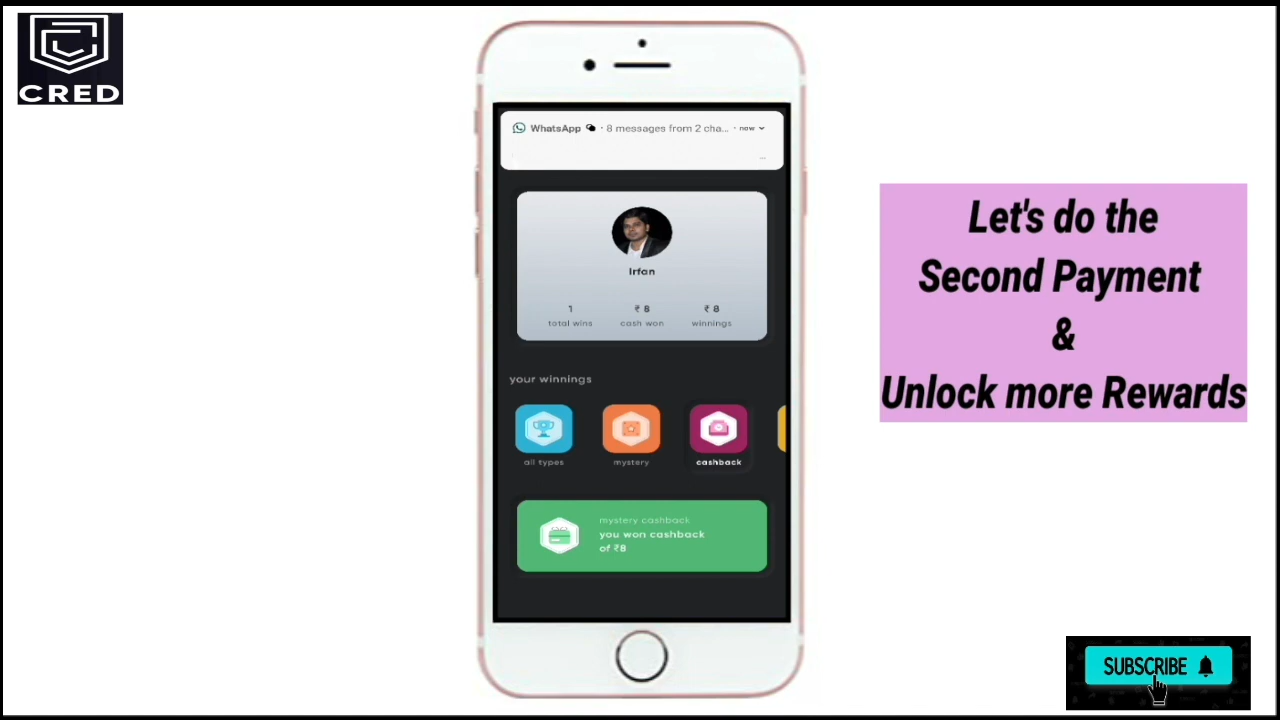 CRED
WhatsApp · 8 messages from 2 cha... · now
Irfan
1 ₹ 8 ₹ 8
total wins cash won winnings
your winnings
all types mystery cashback
mystery cashback
you won cashback
of ₹8
Let's do the
Second Payment
&
Unlock more Rewards
SUBSCRIBE